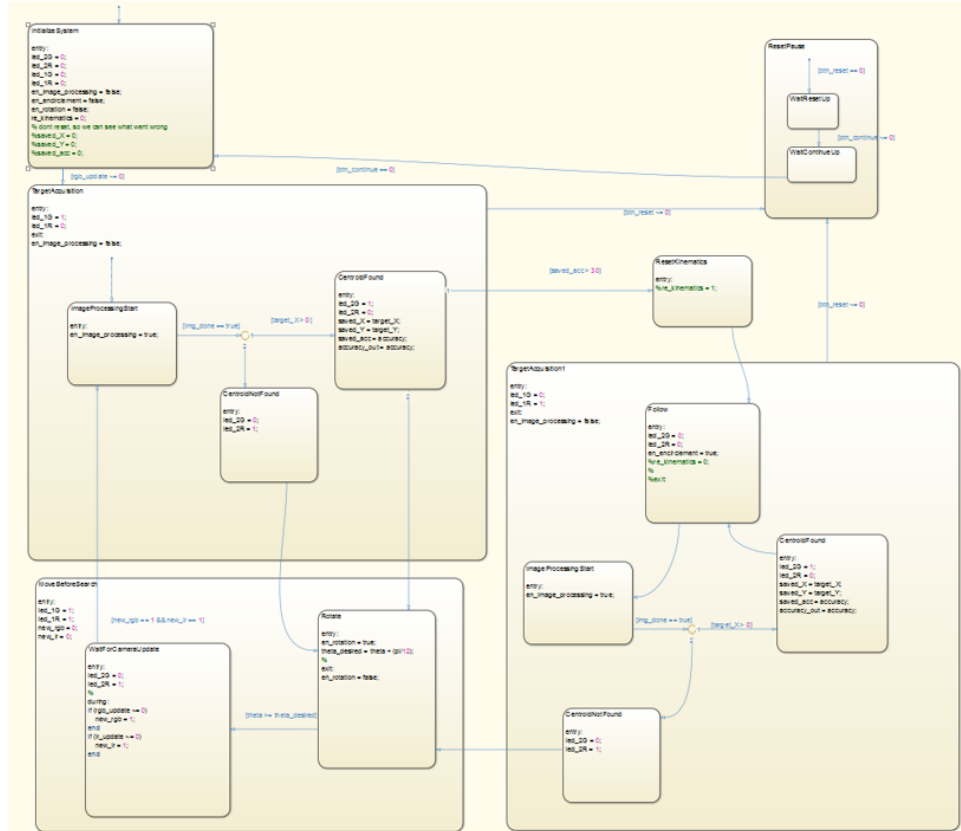 InitializeSystem
entry:
led_2G = 0;
led_2R = 0;
led_1G = 0;
led_1R = 0;
en_image_processing = false;
en_encirclement = false;
en_rotation = false;
re_kinematics = 0;
% dont reset, so we can see what went wrong
%saved_X = 0;
%saved_Y = 0;
%saved_acc = 0;
[rgb_update ~= 0]
ResetPause
[btn_reset == 0]
WaitResetUp
[btn_continue ~= 0]
WaitContinueUp
[btn_continue == 0]
TargetAcquisition
entry:
led_1G = 1;
led_1R = 0;
exit:
en_image_processing = false;
[btn_reset ~= 0]
ImageProcessingStart
entry:
en_image_processing = true;
[img_done == true]
1
[target_X > 0]
2
CentroidFound
entry:
led_2G = 1;
led_2R = 0;
saved_X = target_X;
saved_Y = target_Y;
saved_acc = accuracy;
accuracy_out = accuracy;
1
2
CentroidNotFound
entry:
led_2G = 0;
led_2R = 1;
[saved_acc > 30]
ResetKinematics
entry:
%re_kinematics = 1;
[btn_reset ~= 0]
TargetAcquisition1
entry:
led_1G = 0;
led_1R = 1;
exit:
en_image_processing = false;
Follow
entry:
led_2G = 0;
led_2R = 0;
en_encirclement = true;
%re_kinematics = 0;
%
%exit:
ImageProcessingStart
entry:
en_image_processing = true;
[img_done == true]
1
[target_X > 0]
2
CentroidFound
entry:
led_2G = 1;
led_2R = 0;
saved_X = target_X;
saved_Y = target_Y;
saved_acc = accuracy;
accuracy_out = accuracy;
CentroidNotFound
entry:
led_2G = 0;
led_2R = 1;
MoveBeforeSearch
entry:
led_1G = 1;
led_1R = 1;
new_rgb = 0;
new_ir = 0;
[new_rgb == 1 && new_ir == 1]
WaitForCameraUpdate
entry:
led_2G = 0;
led_2R = 1;
%
during:
if (rgb_update ~= 0)
new_rgb = 1;
end
if (ir_update ~= 0)
new_ir = 1;
end
Rotate
entry:
en_rotation = true;
theta_desired = theta + (pi/12);
%
exit:
en_rotation = false;
[theta >= theta_desired]